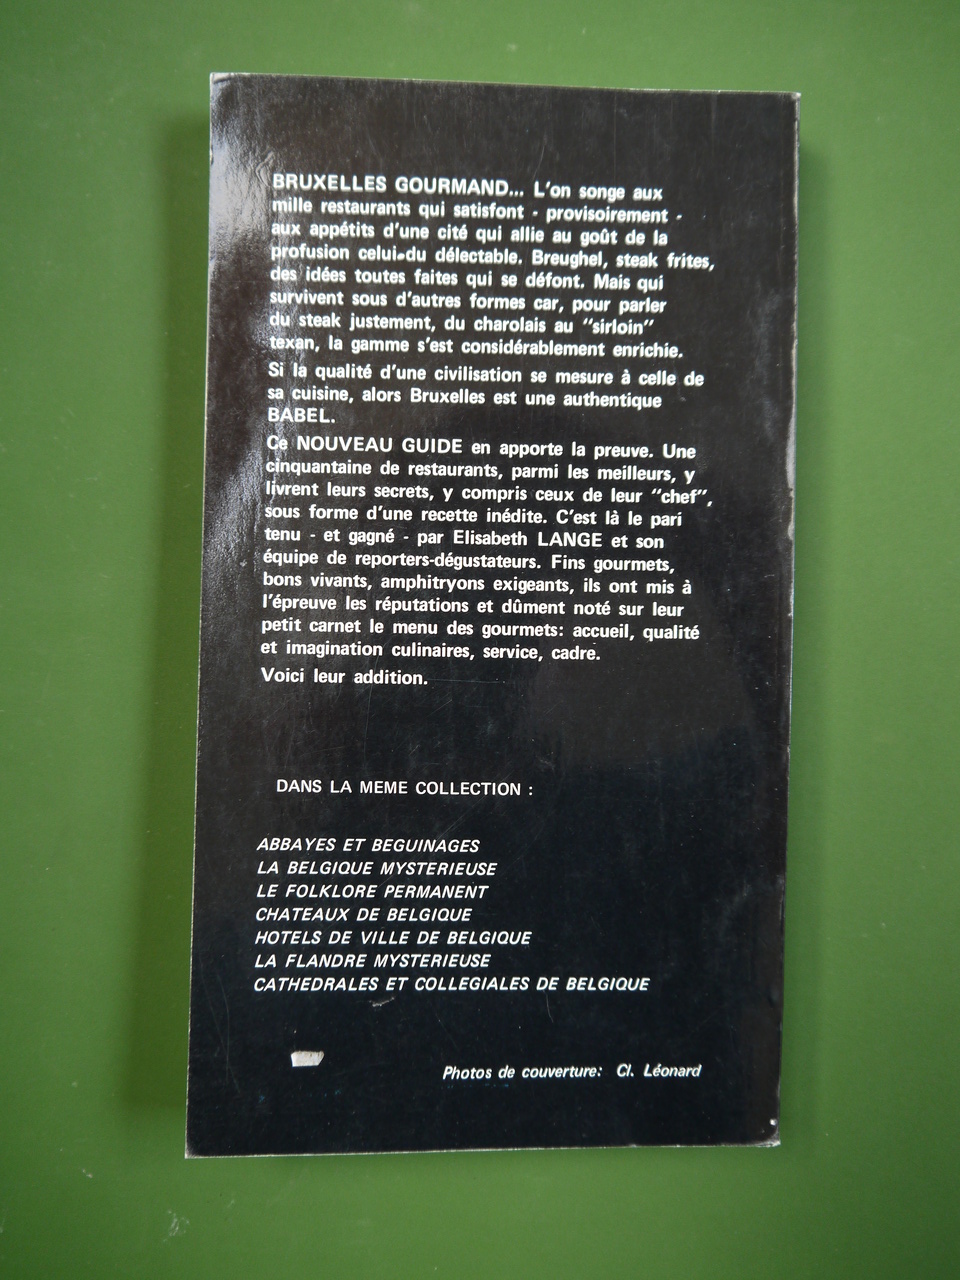 BRUXELLES GOURMAND... L'on songe aux
mille restaurants qui satisfont - provisoirement -
aux appétits d'une cité qui allie au goût de la
profusion celui du délectable. Breughel, steak frites,
des idées toutes faites qui se défont. Mais qui
survivent sous d'autres formes car, pour parler
du steak justement, du charolais au "sirloin"
texan, la gamme s'est considérablement enrichie.
Si la qualité d'une civilisation se mesure à celle de
sa cuisine, alors Bruxelles est une authentique
BABEL.
Ce NOUVEAU GUIDE en apporte la preuve. Une
cinquantaine de restaurants, parmi les meilleurs, y
livrent leurs secrets, y compris ceux de leur "chef",
sous forme d'une recette inédite. C'est là le pari
tenu - et gagné - par Elisabeth LANGE et son
équipe de reporters-dégustateurs. Fins gourmets,
bons vivants, amphitryons exigeants, ils ont mis à
l'épreuve les réputations et dûment noté sur leur
petit carnet le menu des gourmets: accueil, qualité
et imagination culinaires, service, cadre.
Voici leur addition.
DANS LA MEME COLLECTION :
ABBAYES ET BEGUINAGES
LA BELGIQUE MYSTERIEUSE
LE FOLKLORE PERMANENT
CHATEAUX DE BELGIQUE
HOTELS DE VILLE DE BELGIQUE
LA FLANDRE MYSTERIEUSE
CATHEDRALES ET COLLEGIALES DE BELGIQUE
Photos de couverture: Cl. Léonard